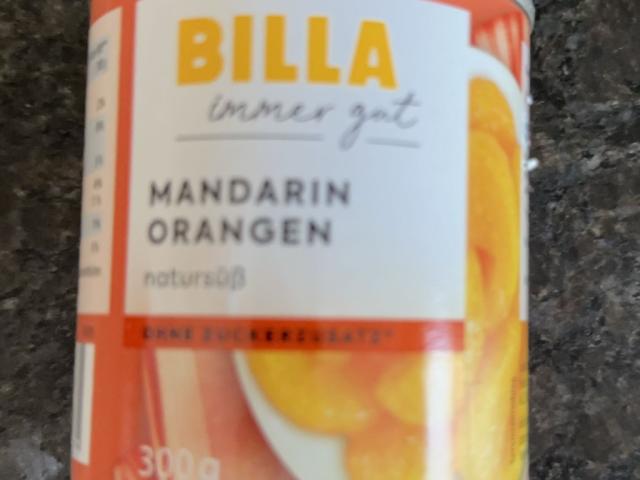 BILLA
immer gut
MANDARIN
ORANGEN
natursüß
OHNE ZUCKERZUSATZ*
300g